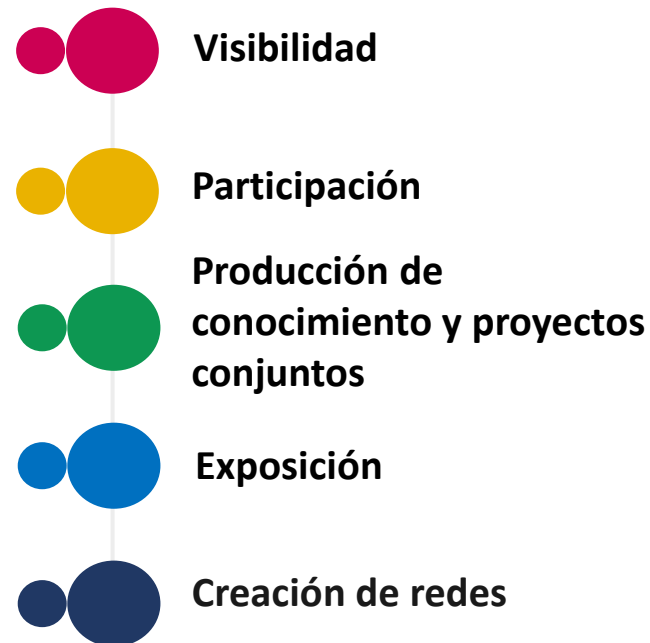 Visibilidad
Participación
Producción de
conocimiento y proyectos
conjuntos
Exposición
Creación de redes